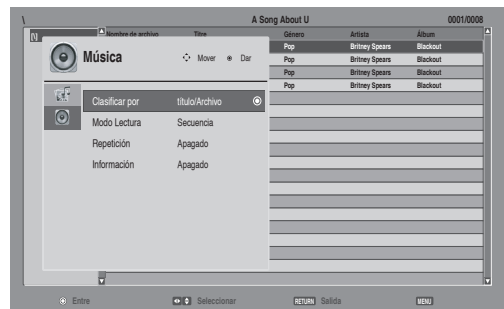 \ A Song About U 0001/0008
[\] Nombre de archivo Titre Género Artista Álbum
Pop Britney Spears Blackout
Pop Britney Spears Blackout
Pop Britney Spears Blackout
Pop Britney Spears Blackout
Música Mover Dar
Clasificar por título/Archivo
Modo Lectura Secuencia
Repetición Apagado
Información Apagado
Entre Seleccionar RETURN Salida MENU